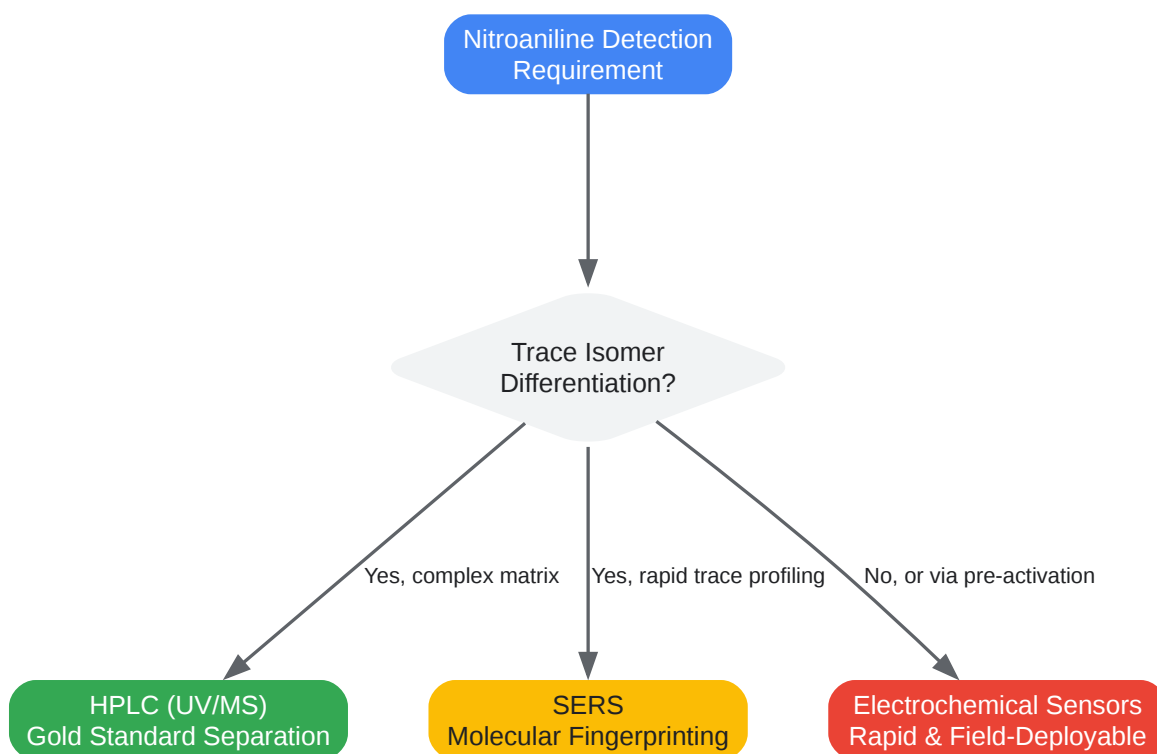 Nitroaniline Detection
Requirement
Trace Isomer
Differentiation?
Yes, complex matrix
Yes, rapid trace profiling
No, or via pre-activation
HPLC (UV/MS)
Gold Standard Separation
SERS
Molecular Fingerprinting
Electrochemical Sensors
Rapid & Field-Deployable